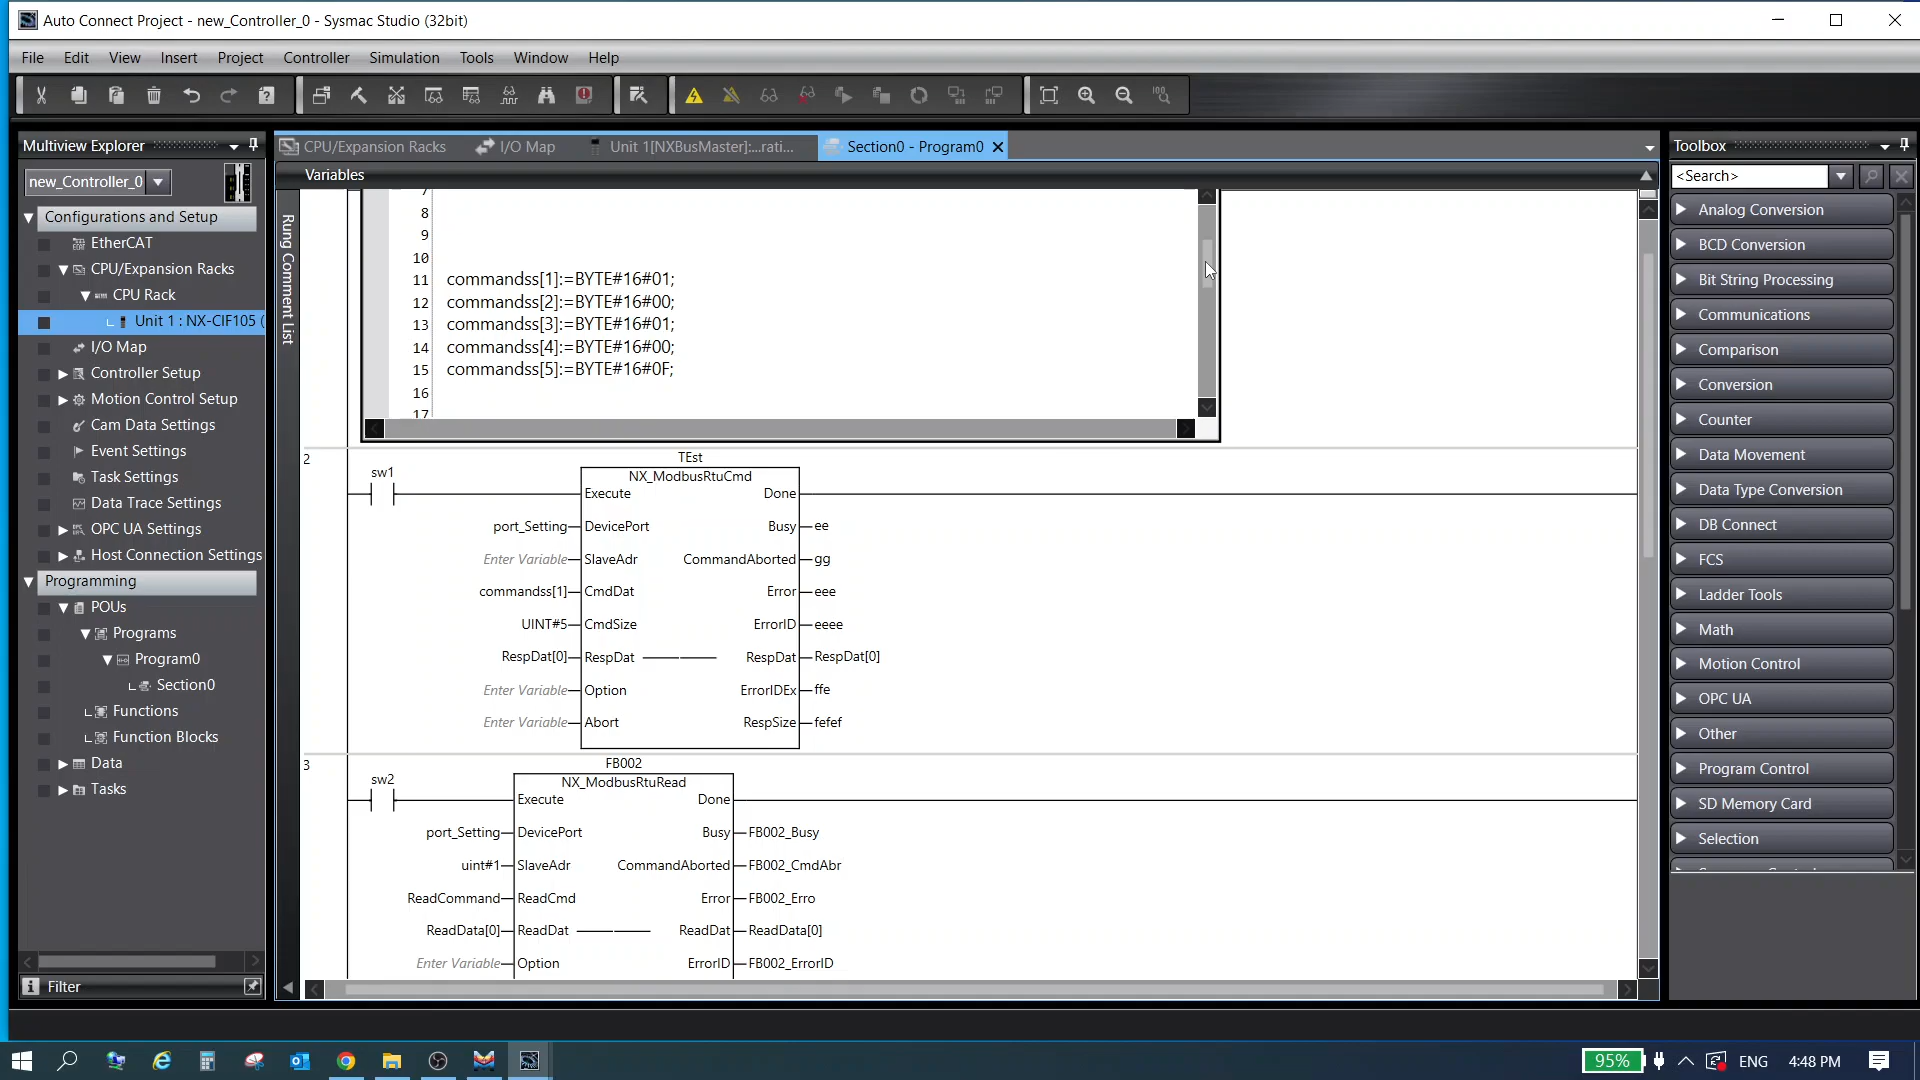 Auto Connect Project - new_Controller_0 - Sysmac Studio (32bit)
File Edit View Insert Project Controller Simulation Tools Window Help
Multiview Explorer
new_Controller_0
Configurations and Setup
EtherCAT
CPU/Expansion Racks
CPU Rack
Unit 1 : NX-CIF105 (
I/O Map
Controller Setup
Motion Control Setup
Cam Data Settings
Event Settings
Task Settings
Data Trace Settings
OPC UA Settings
Host Connection Settings
Programming
POUs
Programs
Program0
Section0
Functions
Function Blocks
Data
Tasks
Filter
CPU/Expansion Racks I/O Map Unit 1[NXBusMaster]:...rati... Section0 - Program0
Variables
Rung Comment List
7
8
9
10
11 commandss[1]:=BYTE#16#01;
12 commandss[2]:=BYTE#16#00;
13 commandss[3]:=BYTE#16#01;
14 commandss[4]:=BYTE#16#00;
15 commandss[5]:=BYTE#16#0F;
16
17
2
TEst
sw1 NX_ModbusRtuCmd
Execute Done
port_Setting DevicePort Busy ee
Enter Variable SlaveAdr CommandAborted gg
commandss[1] CmdDat Error eee
UINT#5 CmdSize ErrorID eeee
RespDat[0] RespDat RespDat RespDat[0]
Enter Variable Option ErrorIDEx ffe
Enter Variable Abort RespSize fefef
3
FB002
sw2 NX_ModbusRtuRead
Execute Done
port_Setting DevicePort Busy FB002_Busy
uint#1 SlaveAdr CommandAborted FB002_CmdAbr
ReadCommand ReadCmd Error FB002_Erro
ReadData[0] ReadDat ReadDat ReadData[0]
Enter Variable Option ErrorID FB002_ErrorID
Toolbox
<Search>
Analog Conversion
BCD Conversion
Bit String Processing
Communications
Comparison
Conversion
Counter
Data Movement
Data Type Conversion
DB Connect
FCS
Ladder Tools
Math
Motion Control
OPC UA
Other
Program Control
SD Memory Card
Selection
95% ENG 4:48 PM